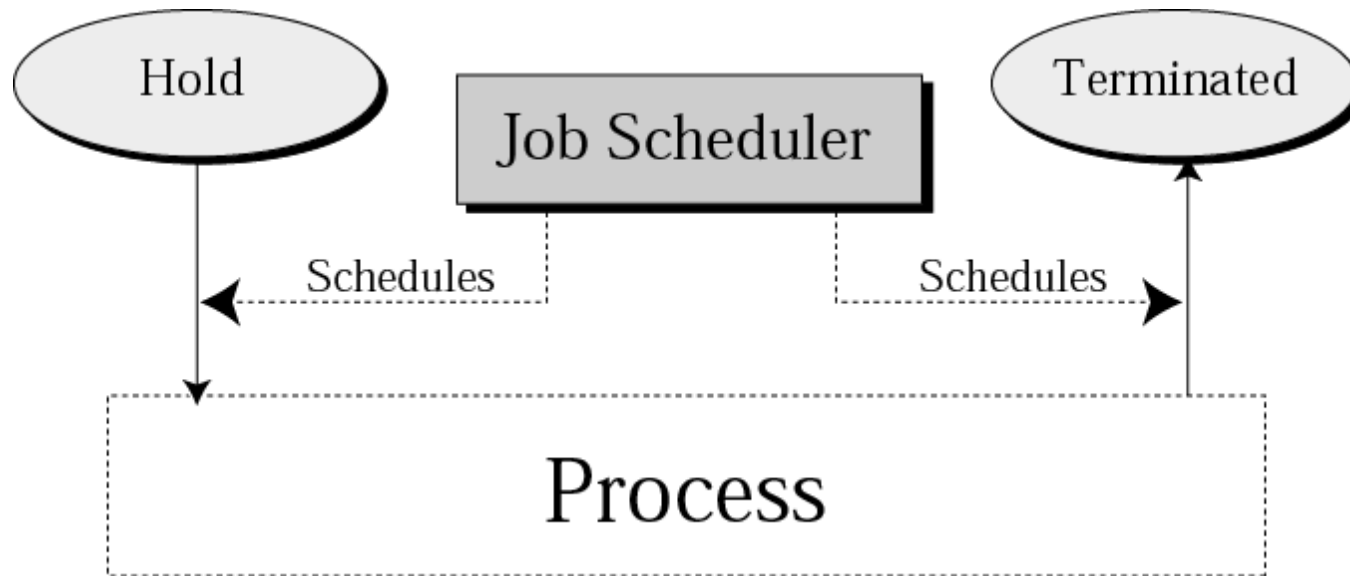 Hold
Job Scheduler
Terminated
Schedules
Schedules
Process